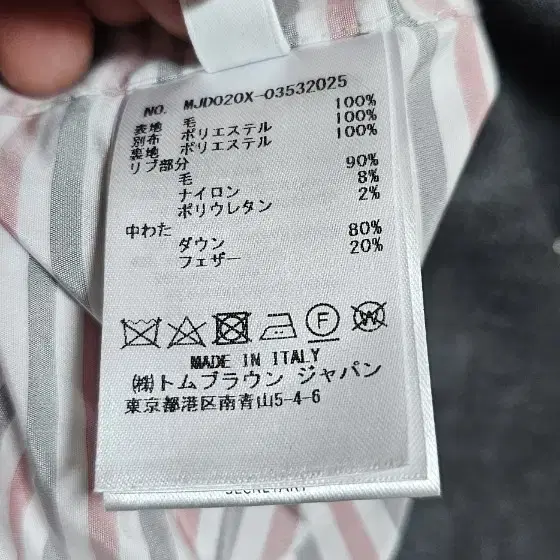 NO. MJD020X-03532025
表地 毛 100%
別布 ポリエステル 100%
裏地 ポリエステル 100%
リブ部分
毛 90%
ナイロン 8%
ポリウレタン 2%
中わた
ダウン 80%
フェザー 20%
F W
MADE IN ITALY
㈱トムブラウン ジャパン
東京都港区南青山5-4-6
SECRETARY